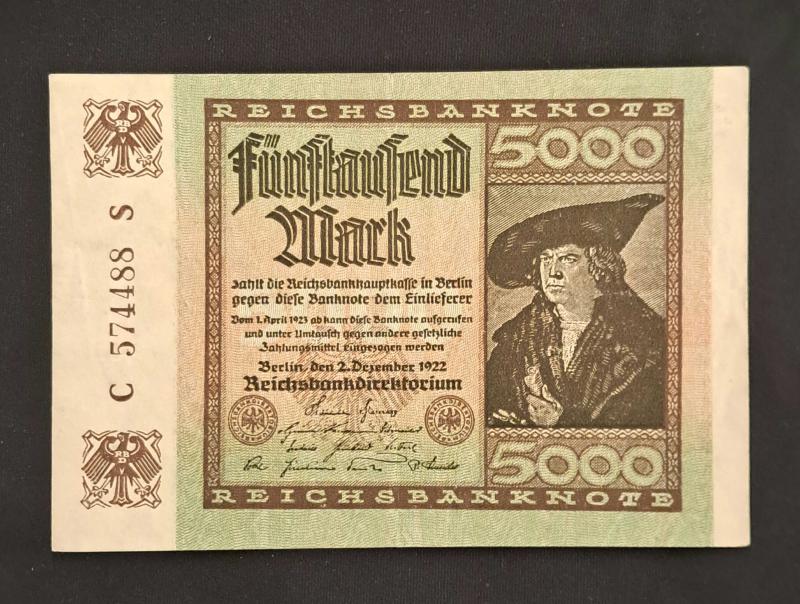 REICHSBANKNOTE
Fünftausend
Mark
5000
zahlt die Reichsbankhauptkasse in Berlin
gegen diese Banknote dem Einlieferer
Vom 1. April 1923 ab kann diese Banknote aufgerufen
und unter Umtausch gegen andere gesetzliche
Zahlungsmittel eingezogen werden
Berlin, den 2. Dezember 1922
Reichsbankdirektorium
5000
REICHSBANKNOTE
C 574488 S
RBD
RBD